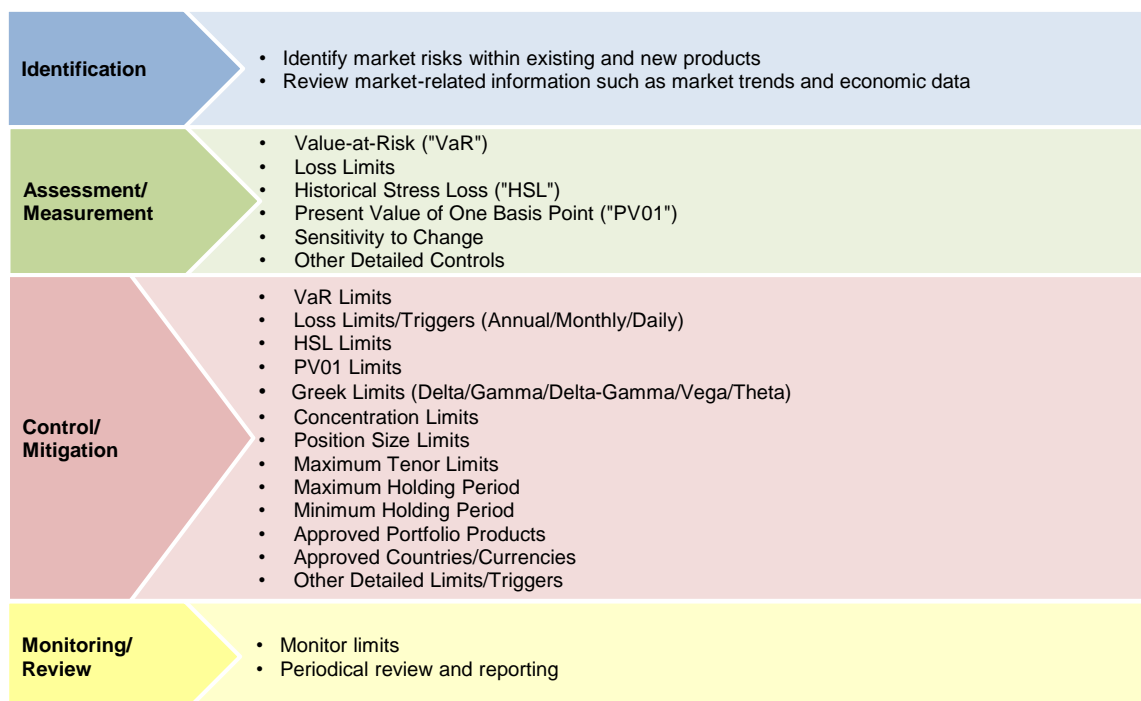 Identification
• Identify market risks within existing and new products
• Review market-related information such as market trends and economic data
Assessment/
Measurement
• Value-at-Risk ("VaR")
• Loss Limits
• Historical Stress Loss ("HSL")
• Present Value of One Basis Point ("PV01")
• Sensitivity to Change
• Other Detailed Controls
Control/
Mitigation
• VaR Limits
• Loss Limits/Triggers (Annual/Monthly/Daily)
• HSL Limits
• PV01 Limits
• Greek Limits (Delta/Gamma/Delta-Gamma/Vega/Theta)
• Concentration Limits
• Position Size Limits
• Maximum Tenor Limits
• Maximum Holding Period
• Minimum Holding Period
• Approved Portfolio Products
• Approved Countries/Currencies
• Other Detailed Limits/Triggers
Monitoring/
Review
• Monitor limits
• Periodical review and reporting